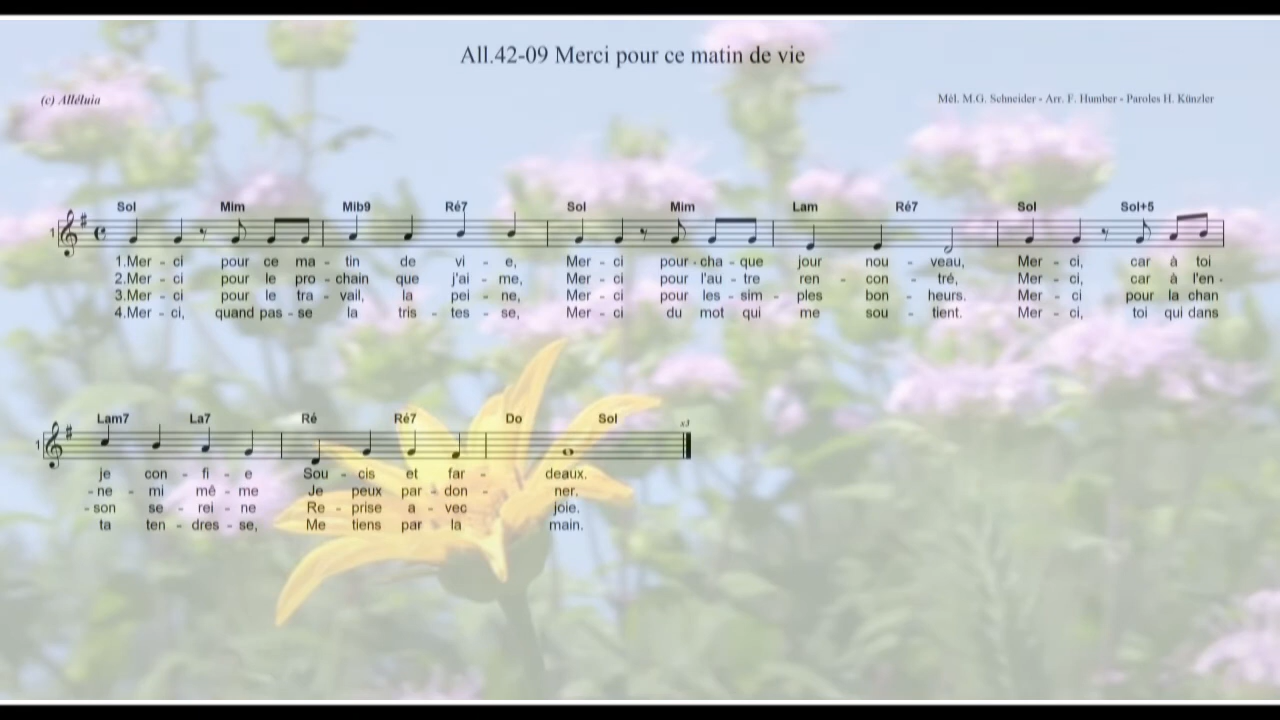 All.42-09 Merci pour ce matin de vie
(c) Alléluia
Mél. M.G. Schneider - Arr. F. Humber - Paroles H. Künzler
Sol Mim Mib9 Ré7 Sol Mim Lam Ré7 Sol Sol+5
1
1.Mer - ci pour ce ma - tin de vi - e, Mer - ci pour - cha - que jour nou - veau, Mer - ci, car à toi
2.Mer - ci pour le pro - chain que j'ai - me, Mer - ci pour l'au - tre ren - con - tré, Mer - ci, car à l'en -
3.Mer - ci pour le tra - vail, la pei - ne, Mer - ci pour les - sim - ples bon - heurs. Mer - ci pour la chan
4.Mer - ci, quand pas - se la tris - tes - se, Mer - ci du mot qui me sou - tient. Mer - ci, toi qui dans
Lam7 La7 Ré Ré7 Do Sol x3
1
je con - fi - e Sou - cis et far - deaux.
- ne - mi mê - me Je peux par - don - ner.
- son se - rei - ne Re - prise a - vec joie.
ta ten - dres - se, Me tiens par la main.